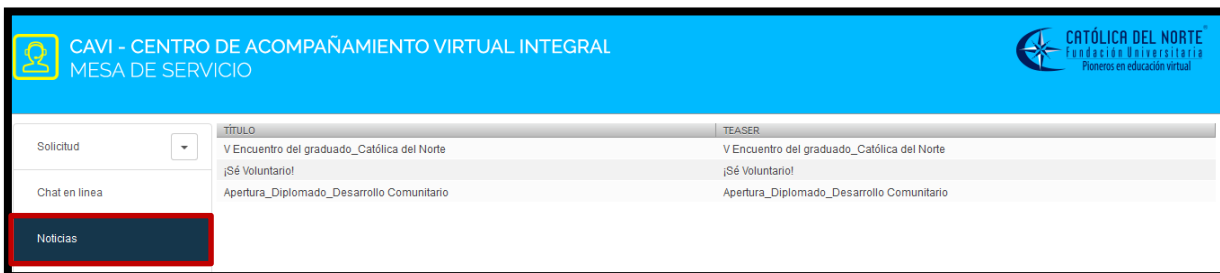 CAVI - CENTRO DE ACOMPAÑAMIENTO VIRTUAL INTEGRAL
MESA DE SERVICIO
CATÓLICA DEL NORTE
Fundación Universitaria
Pioneros en educación virtual
Solicitud
Chat en linea
Noticias
TÍTULO TEASER
V Encuentro del graduado_Católica del Norte V Encuentro del graduado_Católica del Norte
¡Sé Voluntario! ¡Sé Voluntario!
Apertura_Diplomado_Desarrollo Comunitario Apertura_Diplomado_Desarrollo Comunitario